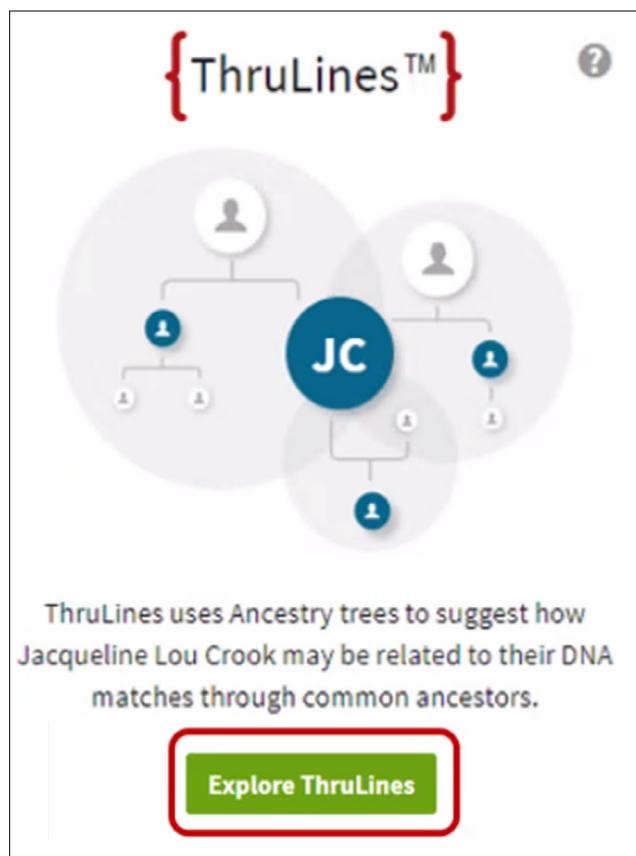 {ThruLines™}
?
JC
ThruLines uses Ancestry trees to suggest how
Jacqueline Lou Crook may be related to their DNA
matches through common ancestors.
Explore ThruLines